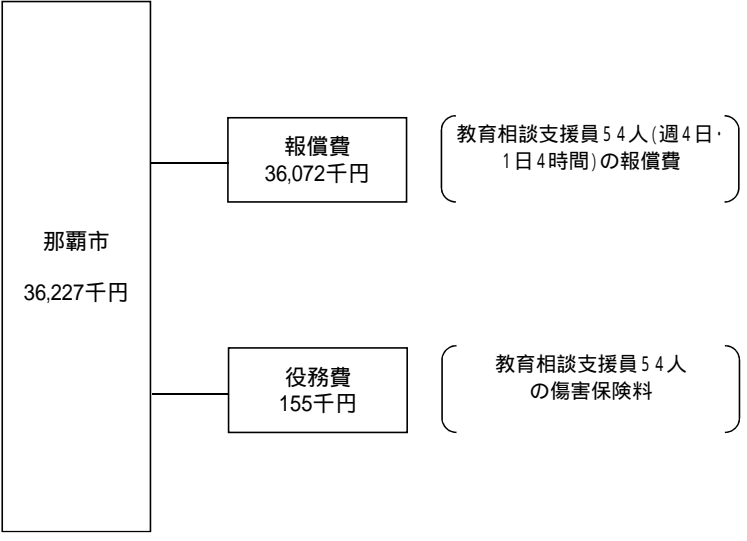 那覇市
36,227千円
報償費
36,072千円
教育相談支援員54人(週4日・
1日4時間)の報償費
役務費
155千円
教育相談支援員54人
の傷害保険料